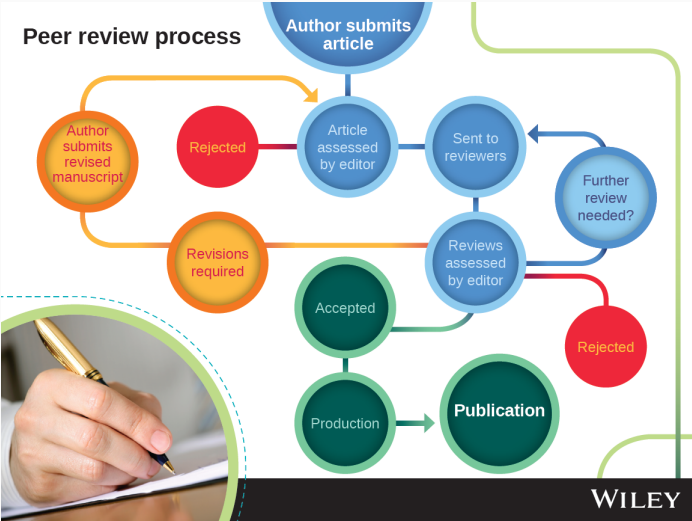 Peer review process
Author submits
article
Author
submits
revised
manuscript
Rejected
Article
assessed
by editor
Sent to
reviewers
Further
review
needed?
Revisions
required
Reviews
assessed
by editor
Accepted
Rejected
Production
Publication
WILEY